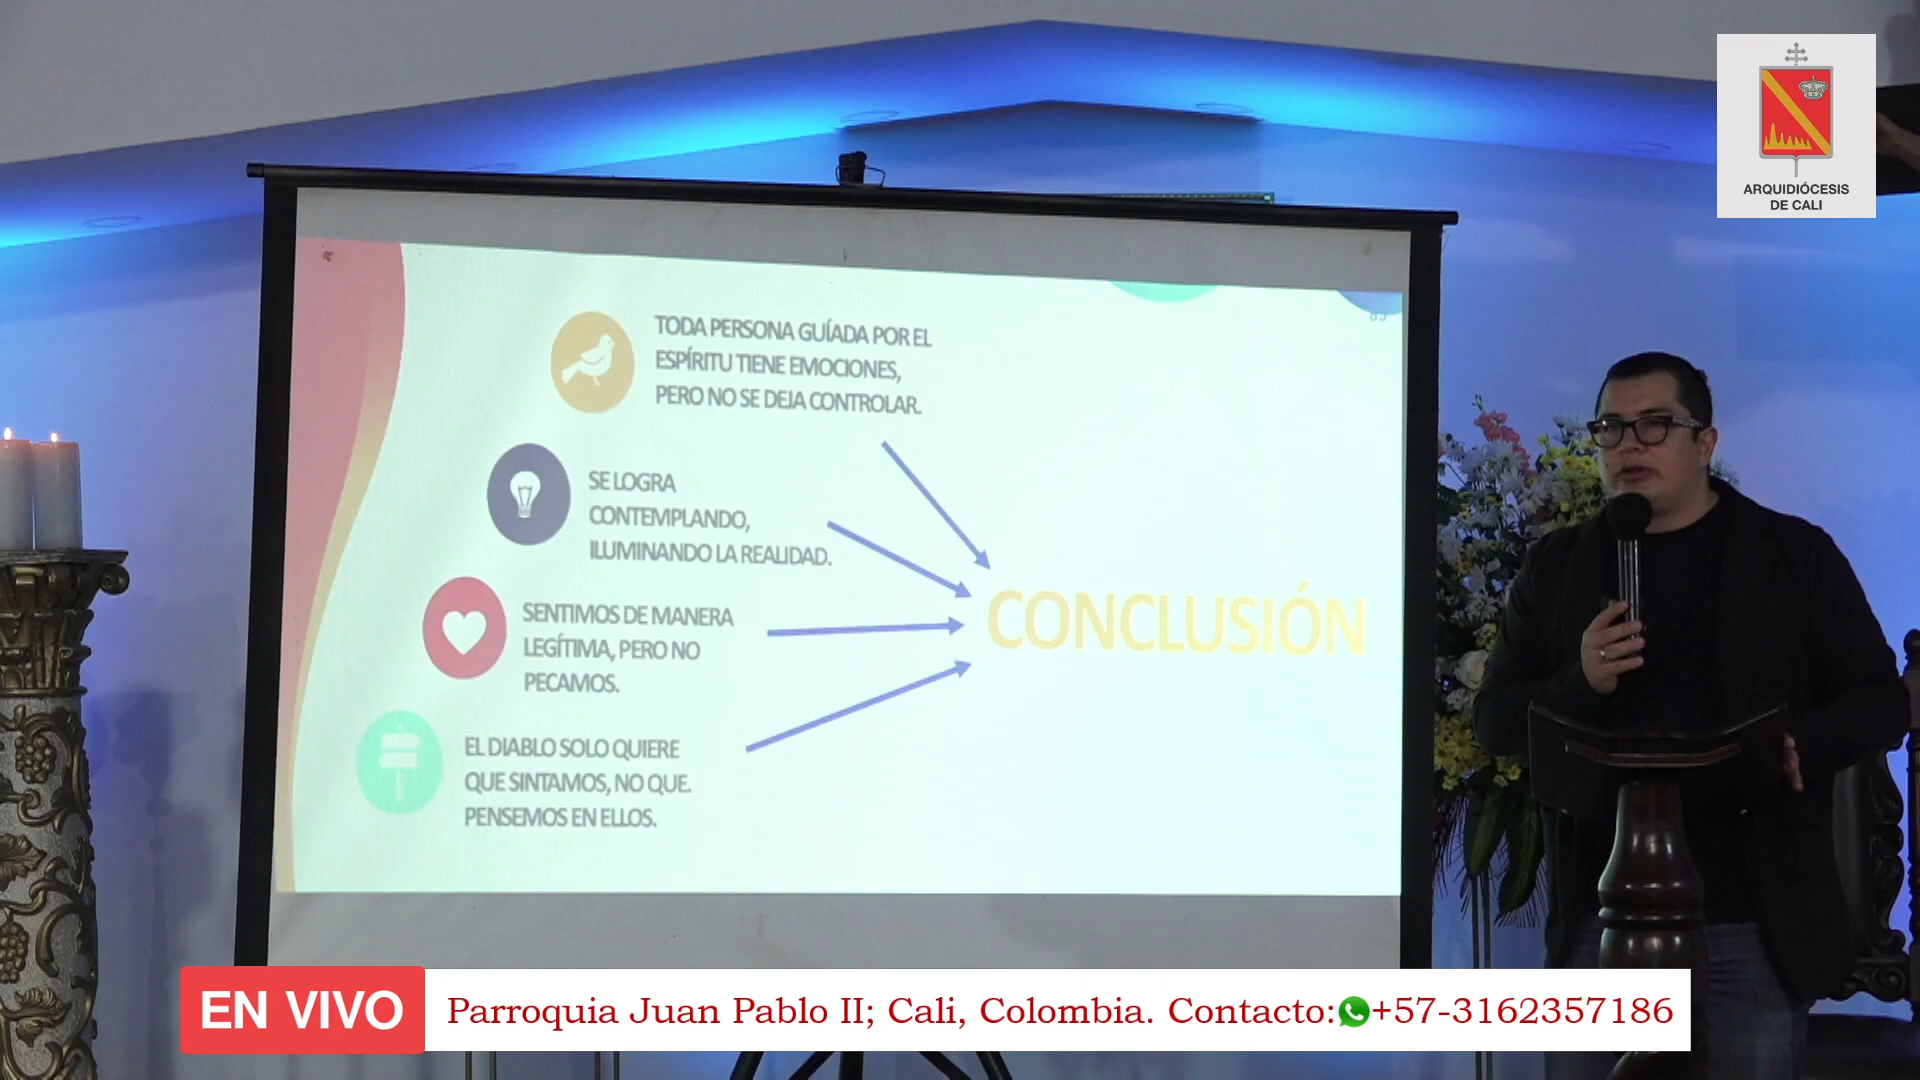 ARQUIDIÓCESIS
DE CALI
TODA PERSONA GUÍADA POR EL
ESPÍRITU TIENE EMOCIONES,
PERO NO SE DEJA CONTROLAR.
SE LOGRA
CONTEMPLANDO,
ILUMINANDO LA REALIDAD.
SENTIMOS DE MANERA
LEGÍTIMA, PERO NO
PECAMOS.
EL DIABLO SOLO QUIERE
QUE SINTAMOS, NO QUE.
PENSEMOS EN ELLOS.
CONCLUSIÓN
EN VIVO
Parroquia Juan Pablo II; Cali, Colombia. Contacto: +57-3162357186